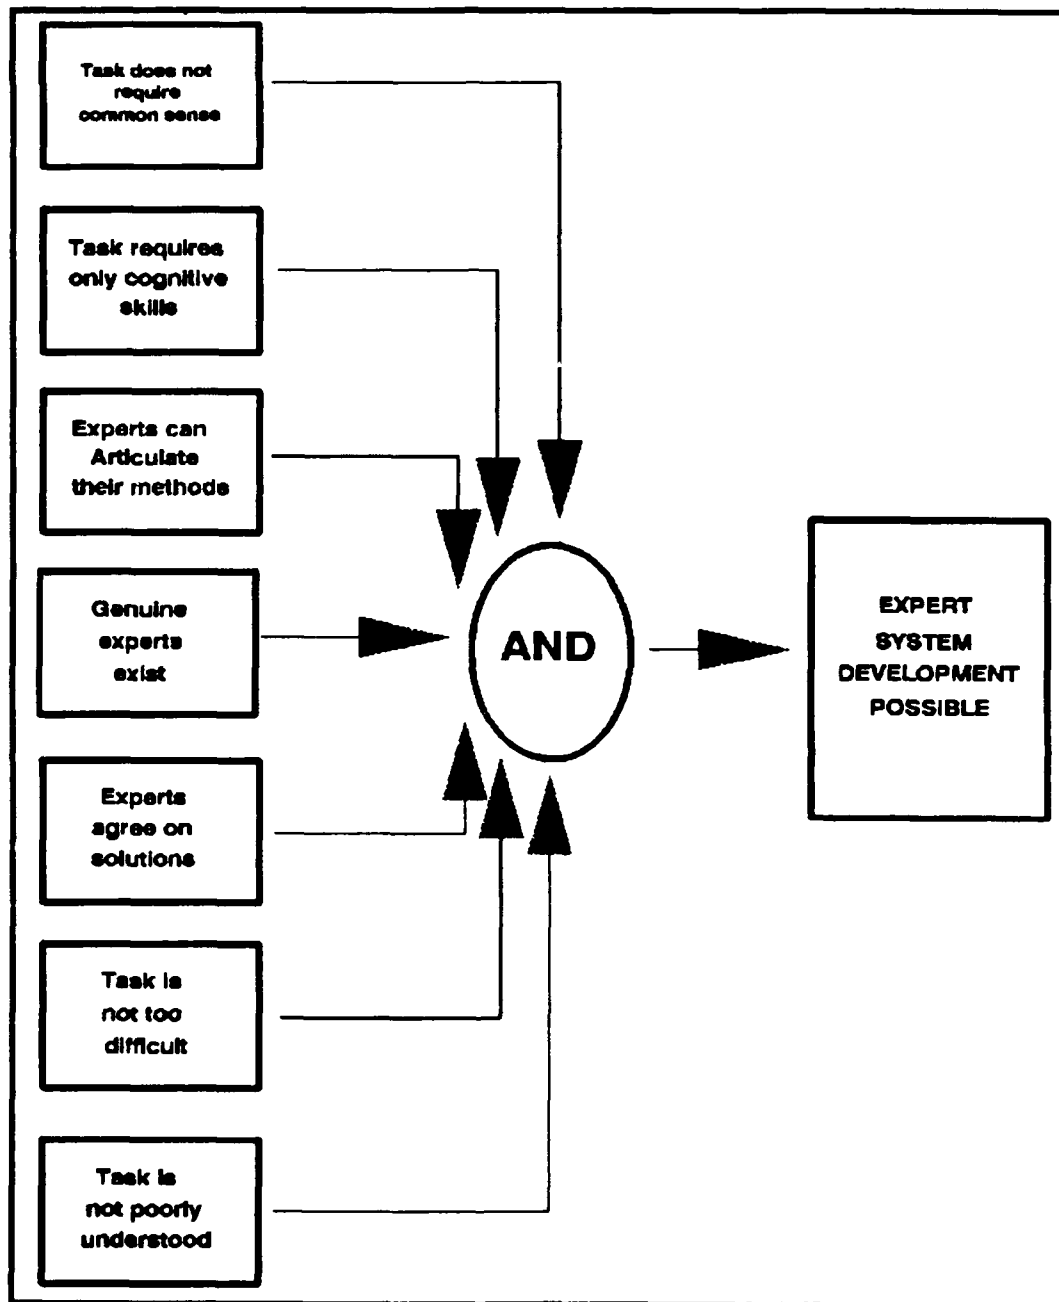 Task does not
require
common sense
Task requires
only cognitive
skills
Experts can
Articulate
their methods
Genuine
experts
exist
Experts
agree on
solutions
Task is
not too
difficult
Task is
not poorly
understood
AND
EXPERT
SYSTEM
DEVELOPMENT
POSSIBLE